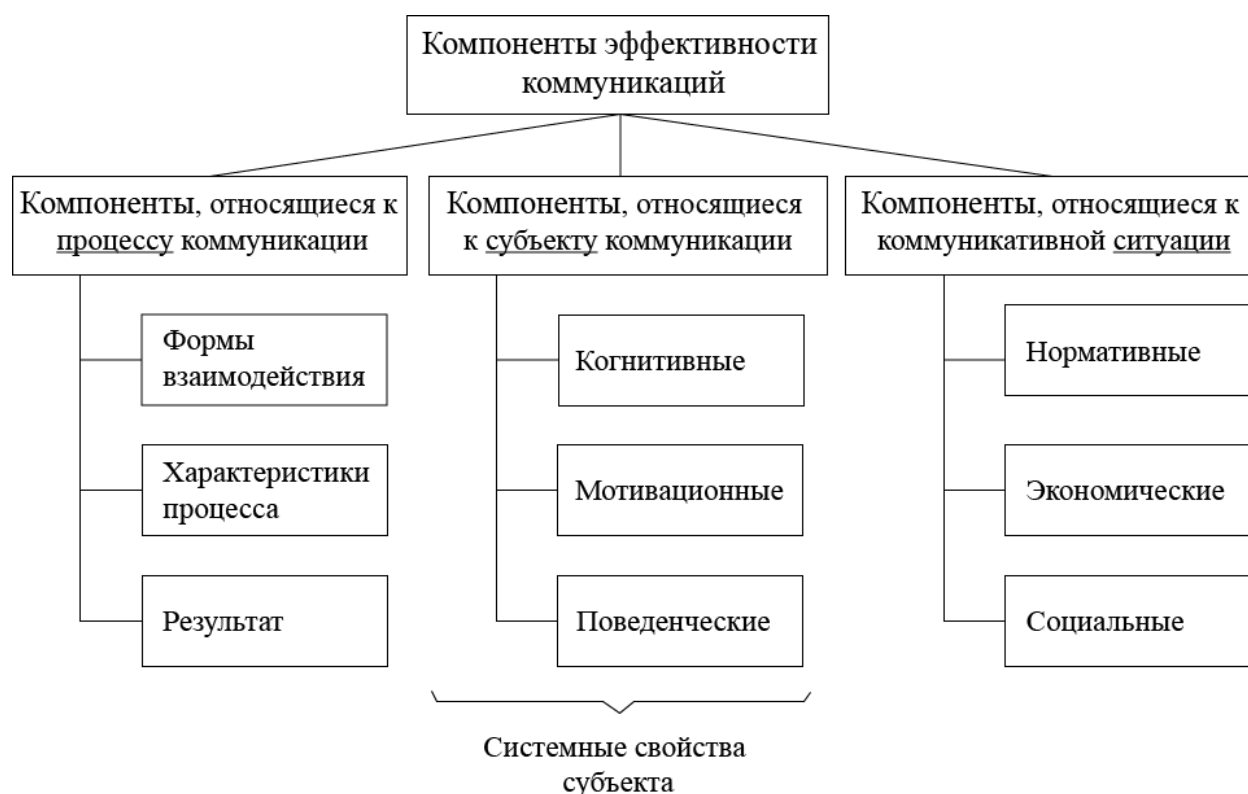 Компоненты эффективности
коммуникаций
Компоненты, относящиеся к
процессу коммуникации
Формы
взаимодействия
Характеристики
процесса
Результат
Компоненты, относящиеся
к субъекту коммуникации
Когнитивные
Мотивационные
Поведенческие
Системные свойства
субъекта
Компоненты, относящиеся к
коммуникативной ситуации
Нормативные
Экономические
Социальные